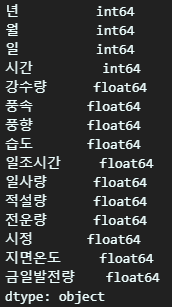 년 int64
월 int64
일 int64
시간 int64
강수량 float64
풍속 float64
풍향 float64
습도 float64
일조시간 float64
일사량 float64
적설량 float64
전운량 float64
시정 float64
지면온도 float64
금일발전량 float64
dtype: object